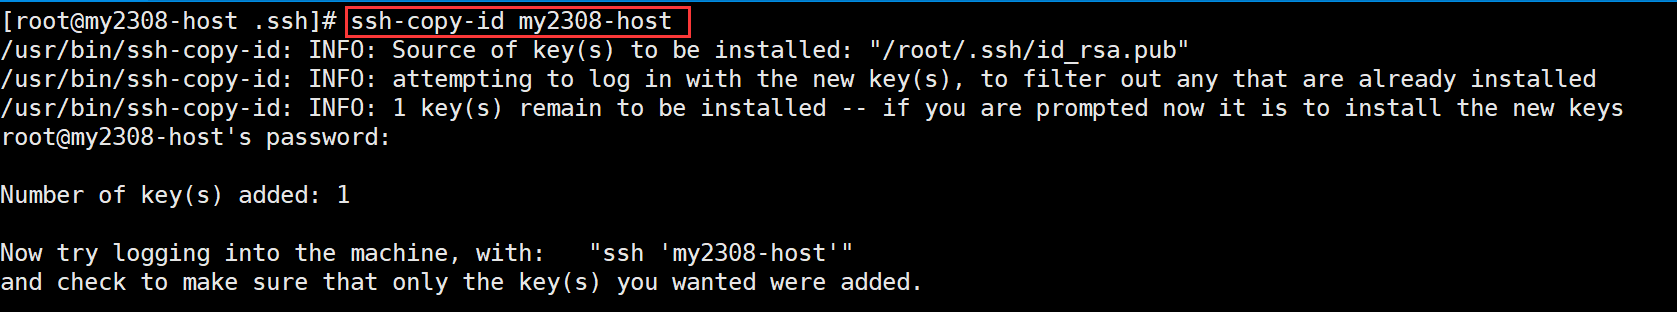 [root@my2308-host .ssh]# ssh-copy-id my2308-host
/usr/bin/ssh-copy-id: INFO: Source of key(s) to be installed: "/root/.ssh/id_rsa.pub"
/usr/bin/ssh-copy-id: INFO: attempting to log in with the new key(s), to filter out any that are already installed
/usr/bin/ssh-copy-id: INFO: 1 key(s) remain to be installed -- if you are prompted now it is to install the new keys
root@my2308-host's password:
Number of key(s) added: 1
Now try logging into the machine, with:   "ssh 'my2308-host'"
and check to make sure that only the key(s) you wanted were added.